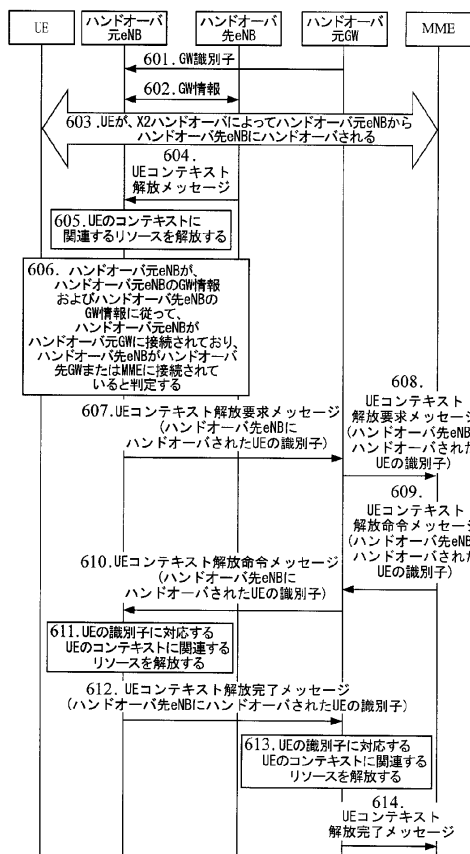 UE
ハンドオーバ
元eNB
ハンドオーバ
先eNB
ハンドオーバ
元GW
MME
601.GW識別子
602.GW情報
603.UEが、X2ハンドオーバによってハンドオーバ元eNBから
ハンドオーバ先eNBにハンドオーバされる
604.
UEコンテキスト
解放メッセージ
605.UEのコンテキストに
関連するリソースを解放する
606. ハンドオーバ元eNBが、
ハンドオーバ元eNBのGW情報
およびハンドオーバ先eNBの
GW情報に従って、
ハンドオーバ元eNBが
ハンドオーバ元GWに接続されており、
ハンドオーバ先eNBがハンドオーバ
先GWまたはMMEに接続されて
いると判定する
607.UEコンテキスト解放要求メッセージ
(ハンドオーバ先eNBに
ハンドオーバされたUEの識別子)
608.
UEコンテキスト
解放要求メッセージ
(ハンドオーバ先eNB
ハンドオーバされた
UEの識別子)
609.
UEコンテキスト
解放命令メッセージ
(ハンドオーバ先eNB
ハンドオーバされた
UEの識別子)
610.UEコンテキスト解放命令メッセージ
(ハンドオーバ先eNBに
ハンドオーバされたUEの識別子)
611.UEの識別子に対応する
UEのコンテキストに関連する
リソースを解放する
612.UEコンテキスト解放完了メッセージ
(ハンドオーバ先eNBにハンドオーバされたUEの識別子)
613.UEの識別子に対応する
UEのコンテキストに関連する
リソースを解放する
614.
UEコンテキスト
解放完了メッセージ